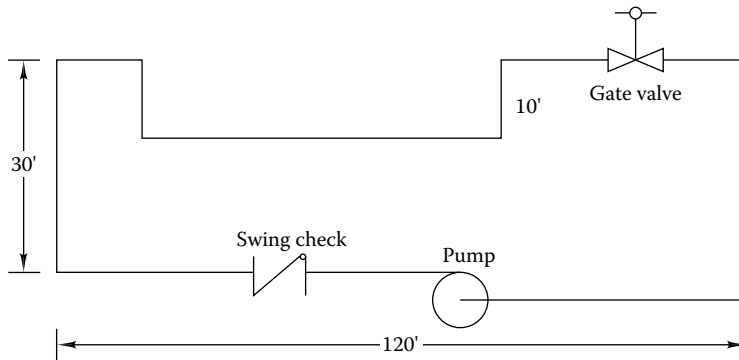 Gate valve
10'
30'
Swing check
Pump
120'